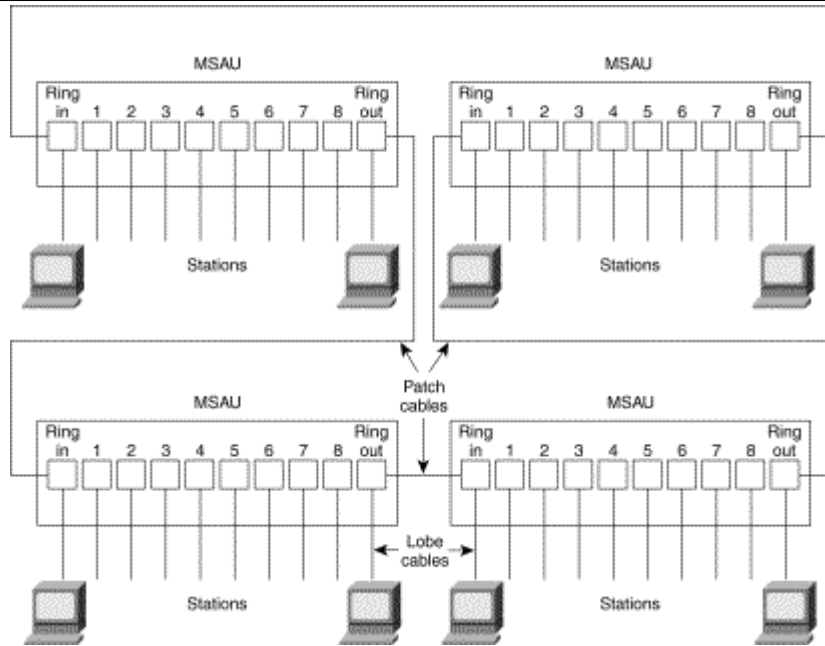 MSAU
MSAU
Ring in 1 2 3 4 5 6 7 8 Ring out
Ring in 1 2 3 4 5 6 7 8 Ring out
Stations
Stations
Patch cables
MSAU
MSAU
Ring in 1 2 3 4 5 6 7 8 Ring out
Ring in 1 2 3 4 5 6 7 8 Ring out
Lobe cables
Stations
Stations